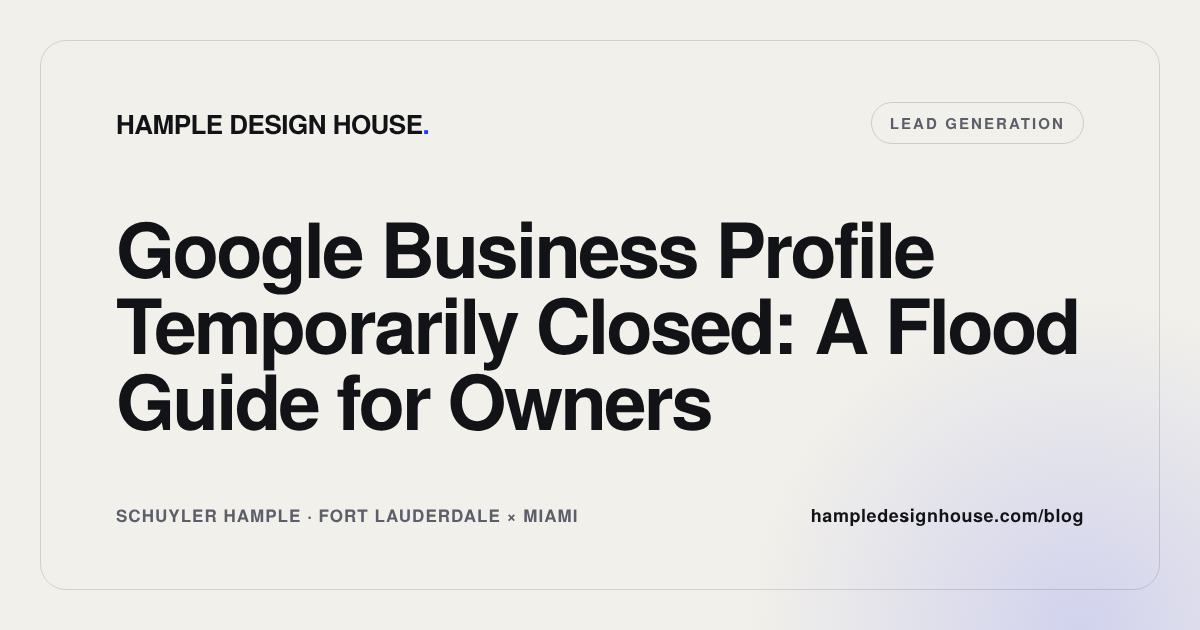 HAMPLE DESIGN HOUSE.
LEAD GENERATION
Google Business Profile
Temporarily Closed: A Flood
Guide for Owners
SCHUYLER HAMPLE · FORT LAUDERDALE × MIAMI
hampledesignhouse.com/blog